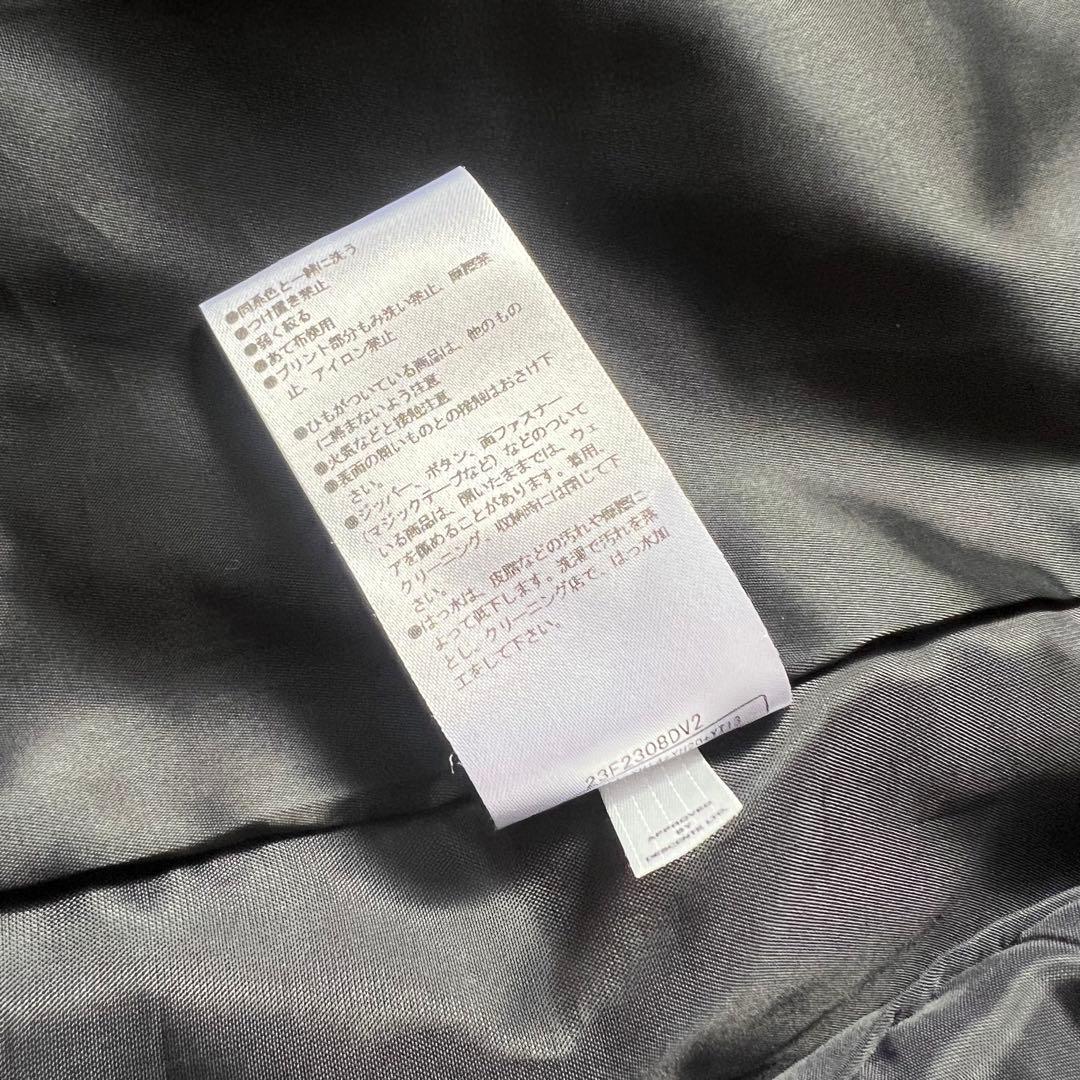 ●同系色と一緒に洗う
●つけ置き禁止
●弱く絞る
●あて布使用
●プリント部分もみ洗い禁止、摩擦禁
止、アイロン禁止
●ひもがついている商品は、他のもの
に絡まないよう注意
●火気などと接触注意
●表面の粗いものとの接触はおさけ下
さい。
●ジッパー、ボタン、面ファスナー
(マジックテープなど)などのついて
いる商品は、開いたままでは、ウェ
アを傷めることがあります。着用、
クリーニング、収納時には閉じて下
さい。
●はっ水は、皮脂などの汚れや摩擦に
よって低下します。洗濯で汚れを落
とし、クリーニング店で、はっ水加
工をして下さい。
23F2308DV2
APPROVED
BY
DESCENTE LTD.